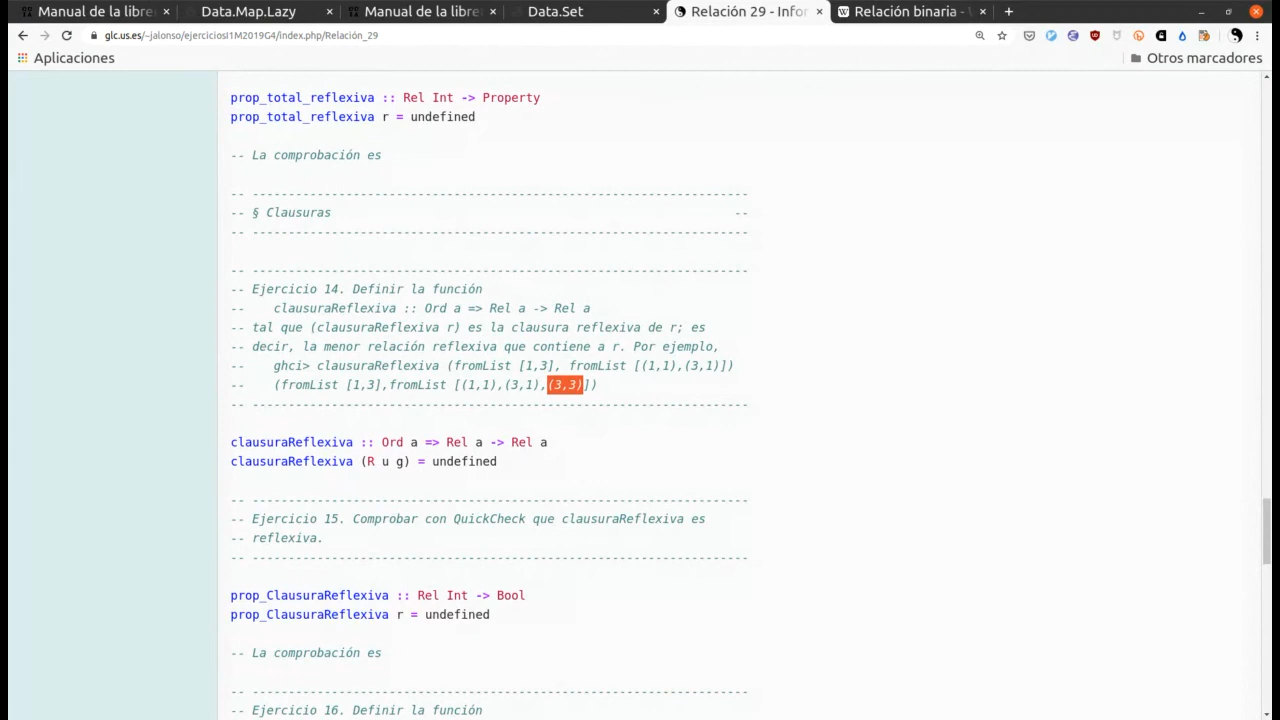 Manual de la libre
Data.Map.Lazy
Manual de la libre
Data.Set
Relación 29 - Infor
Relación binaria -
glc.us.es/~jalonso/ejerciciosI1M2019G4/index.php/Relación_29
Aplicaciones
Otros marcadores
prop_total_reflexiva :: Rel Int -> Property
prop_total_reflexiva r = undefined
-- La comprobación es
-- ---------------------------------------------------------------------
-- § Clausuras                                                        --
-- ---------------------------------------------------------------------
-- ---------------------------------------------------------------------
-- Ejercicio 14. Definir la función
--    clausuraReflexiva :: Ord a => Rel a -> Rel a
-- tal que (clausuraReflexiva r) es la clausura reflexiva de r; es
-- decir, la menor relación reflexiva que contiene a r. Por ejemplo,
--    ghci> clausuraReflexiva (fromList [1,3], fromList [(1,1),(3,1)])
--    (fromList [1,3],fromList [(1,1),(3,1),(3,3)])
-- ---------------------------------------------------------------------
clausuraReflexiva :: Ord a => Rel a -> Rel a
clausuraReflexiva (R u g) = undefined
-- ---------------------------------------------------------------------
-- Ejercicio 15. Comprobar con QuickCheck que clausuraReflexiva es
-- reflexiva.
-- ---------------------------------------------------------------------
prop_ClausuraReflexiva :: Rel Int -> Bool
prop_ClausuraReflexiva r = undefined
-- La comprobación es
-- ---------------------------------------------------------------------
-- Ejercicio 16. Definir la función